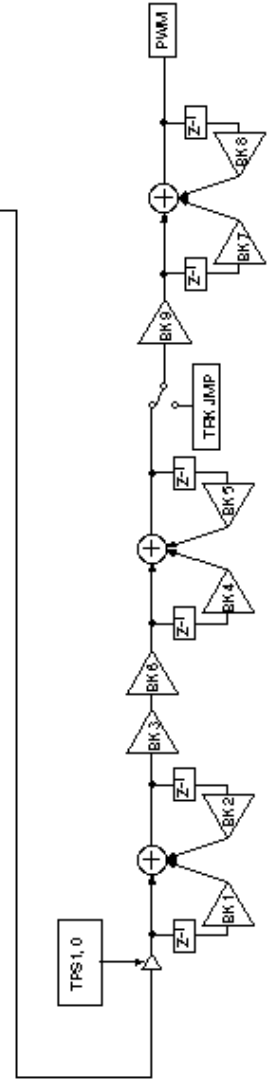 TPS1, 0
Z-1
BK 1
Z-1
BK 2
BK 3
BK 6
Z-1
BK 4
Z-1
BK 5
TRK JMP
BK 9
Z-1
BK 7
Z-1
BK 8
PWM